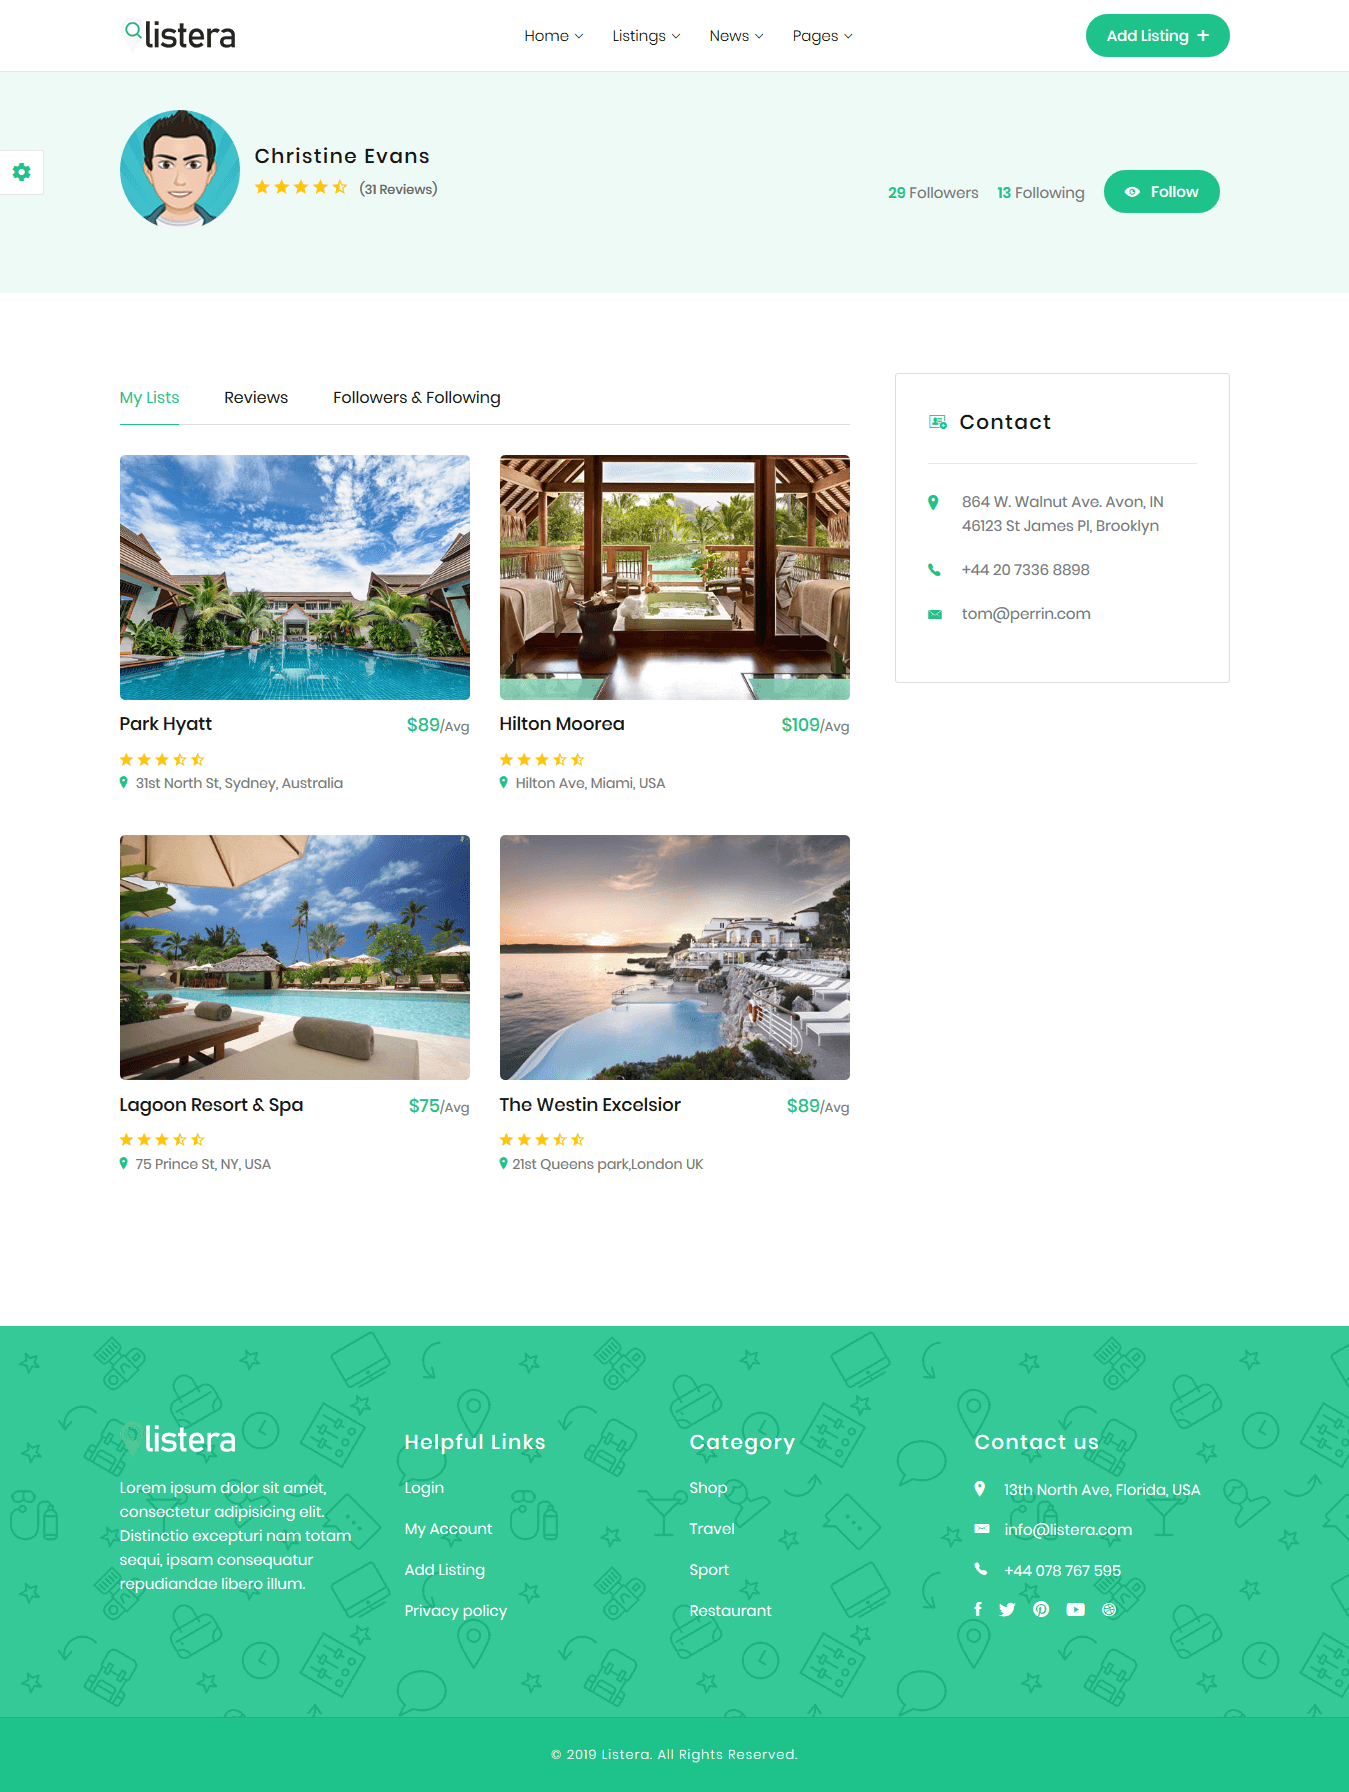 listera
Home
Listings
News
Pages
Add Listing +
Christine Evans
(31 Reviews)
29 Followers
13 Following
Follow
My Lists
Reviews
Followers & Following
Park Hyatt
$89/Avg
31st North St, Sydney, Australia
Hilton Moorea
$109/Avg
Hilton Ave, Miami, USA
Lagoon Resort & Spa
$75/Avg
75 Prince St, NY, USA
The Westin Excelsior
$89/Avg
21st Queens park,London UK
Contact
864 W. Walnut Ave. Avon, IN
46123 St James Pl, Brooklyn
+44 20 7336 8898
tom@perrin.com
listera
Lorem ipsum dolor sit amet,
consectetur adipisicing elit.
Distinctio excepturi nam totam
sequi, ipsam consequatur
repudiandae libero illum.
Helpful Links
Login
My Account
Add Listing
Privacy policy
Category
Shop
Travel
Sport
Restaurant
Contact us
13th North Ave, Florida, USA
info@listera.com
+44 078 767 595
© 2019 Listera. All Rights Reserved.